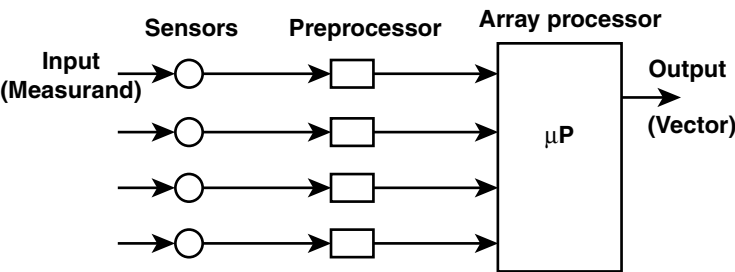 Sensors Preprocessor Array processor
Input
(Measurand)
Output
(Vector)
μP